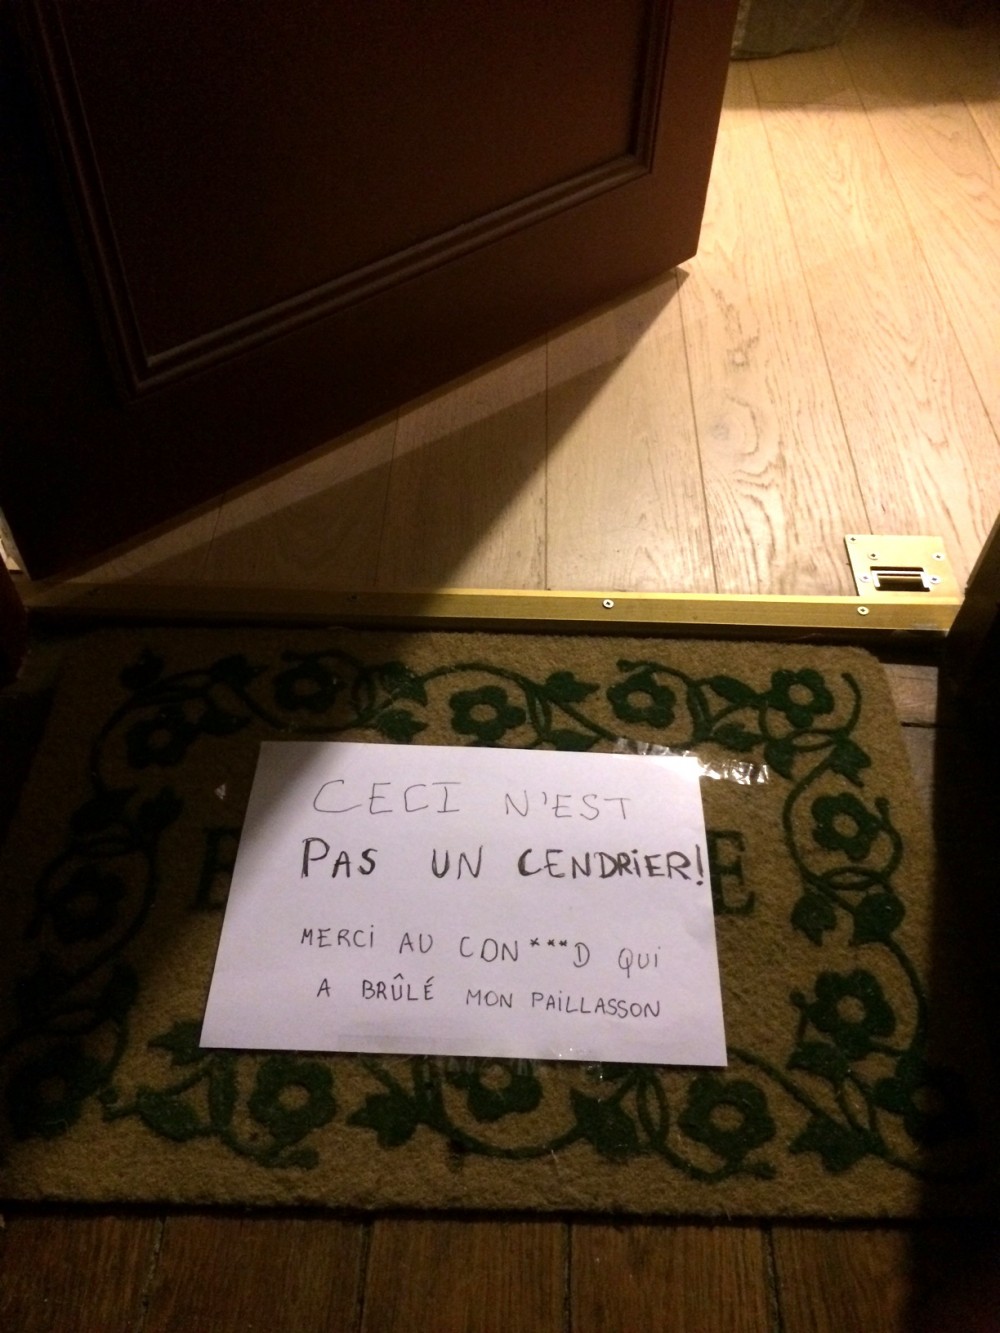 CECI N'EST
PAS UN CENDRIER!
MERCI AU CON***D QUI
A BRÛLÉ MON PAILLASSON